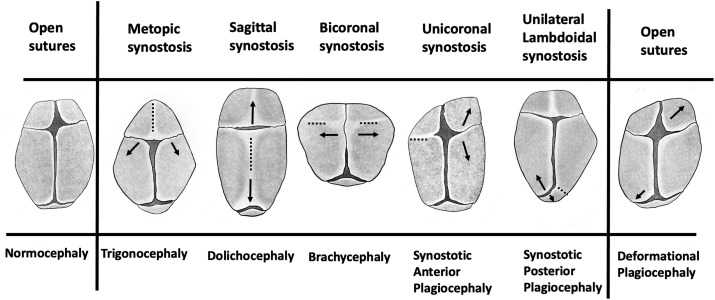 Open
sutures
Metopic
synostosis
Sagittal
synostosis
Bicoronal
synostosis
Unicoronal
synostosis
Unilateral
Lambdoidal
synostosis
Open
sutures
Normocephaly
Trigonocephaly
Dolichocephaly
Brachycephaly
Synostotic
Anterior
Plagiocephaly
Synostotic
Posterior
Plagiocephaly
Deformational
Plagiocephaly